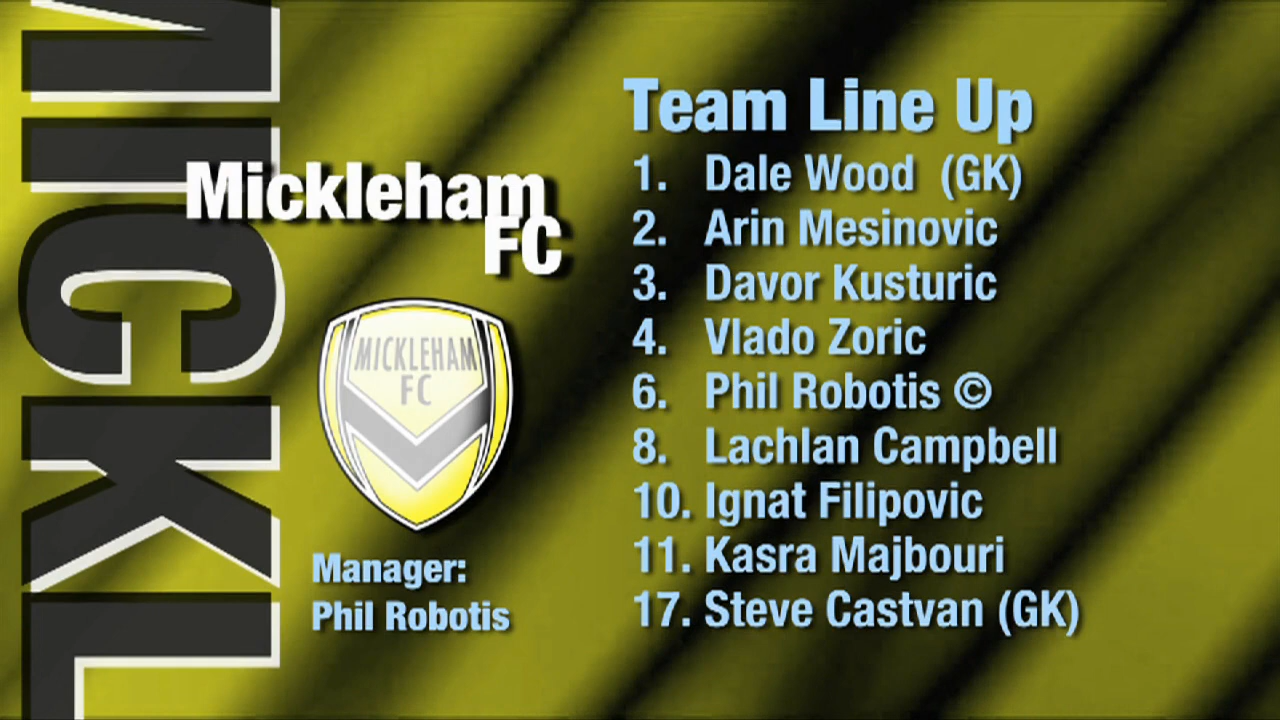 MICKL
Mickleham
FC
MICKLEHAM
FC
Manager:
Phil Robotis
Team Line Up
1. Dale Wood (GK)
2. Arin Mesinovic
3. Davor Kusturic
4. Vlado Zoric
6. Phil Robotis ©
8. Lachlan Campbell
10. Ignat Filipovic
11. Kasra Majbouri
17. Steve Castvan (GK)